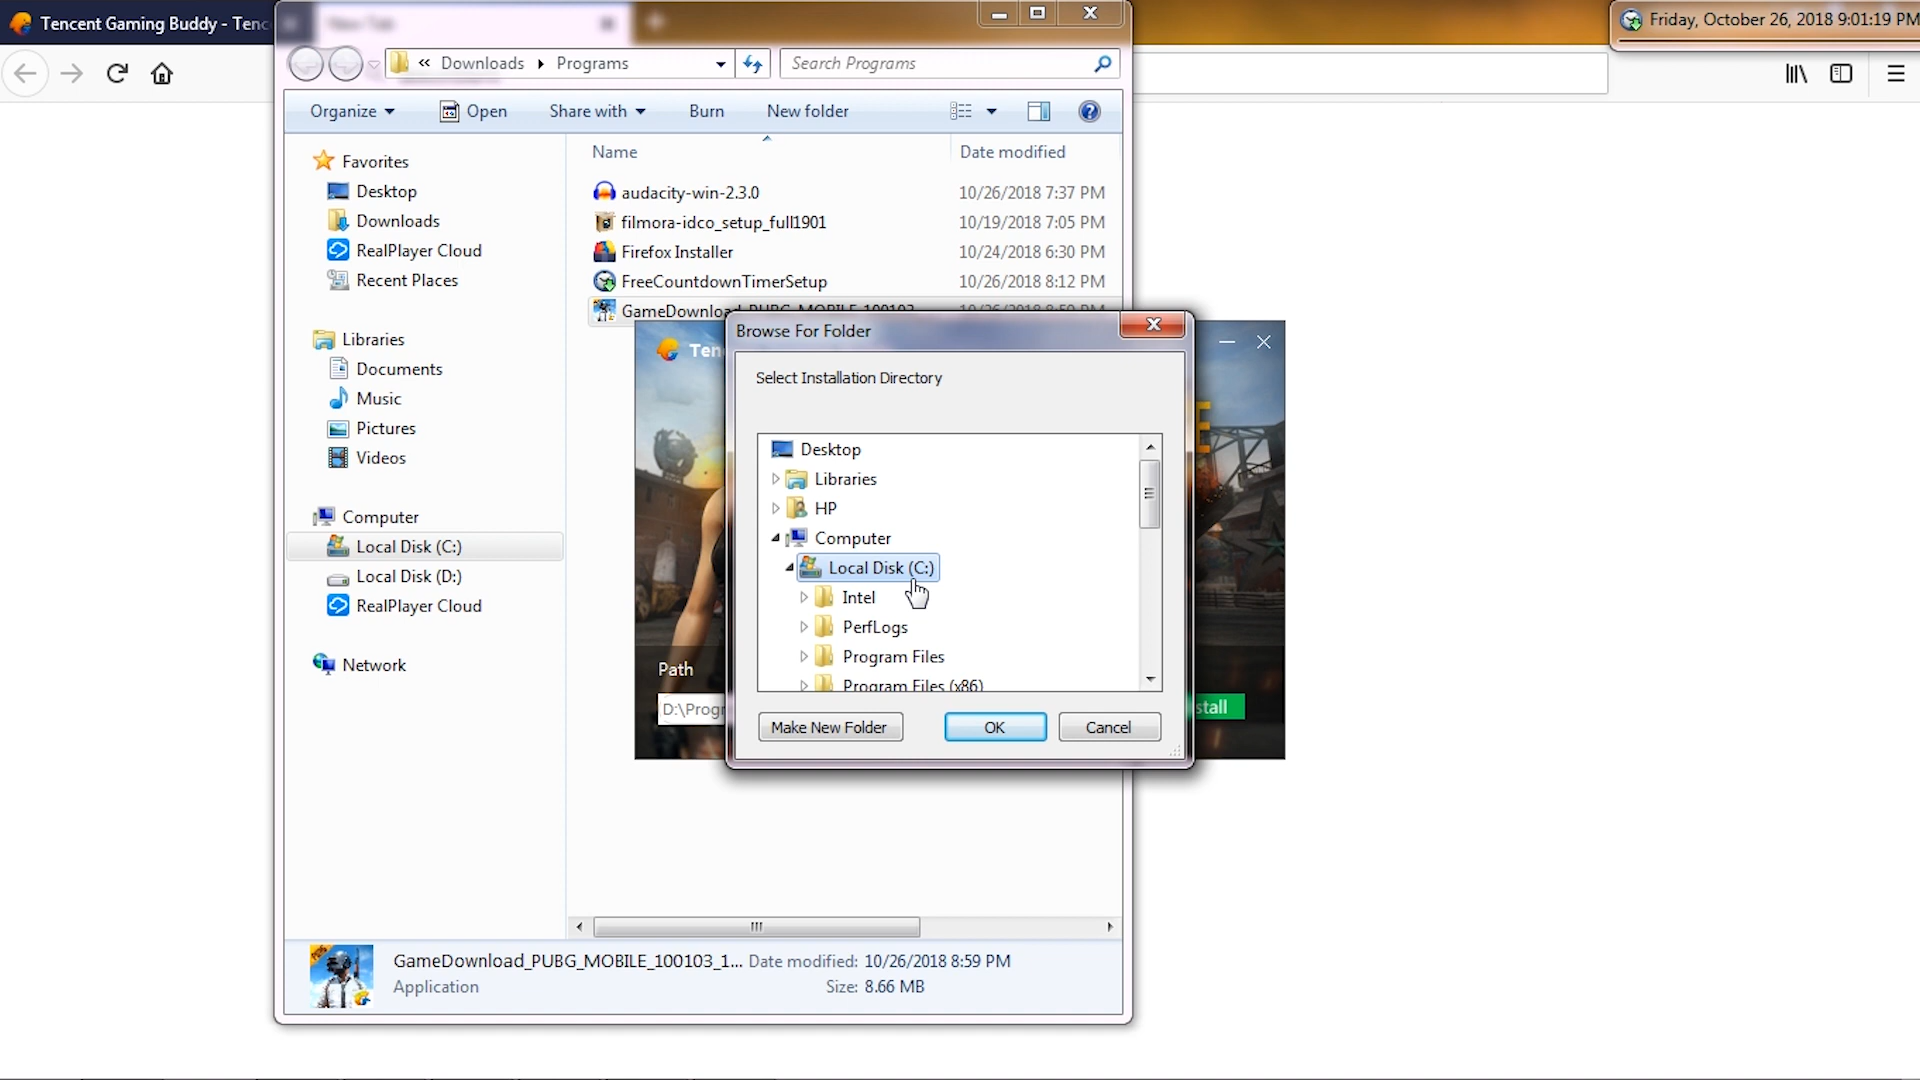 Tencent Gaming Buddy - Tenc
New Tab
Friday, October 26, 2018 9:01:19 PM
« Downloads Programs
Search Programs
Organize
Open
Share with
Burn
New folder
Name
Date modified
Favorites
Desktop
Downloads
RealPlayer Cloud
Recent Places
Libraries
Documents
Music
Pictures
Videos
Computer
Local Disk (C:)
Local Disk (D:)
RealPlayer Cloud
Network
audacity-win-2.3.0 10/26/2018 7:37 PM
filmora-idco_setup_full1901 10/19/2018 7:05 PM
Firefox Installer 10/24/2018 6:30 PM
FreeCountdownTimerSetup 10/26/2018 8:12 PM
GameDownload_PUBG_MOBILE_100103 10/26/2018 8:59 PM
Ten
Path
D:\Progr
stall
Browse For Folder
Select Installation Directory
Desktop
Libraries
HP
Computer
Local Disk (C:)
Intel
PerfLogs
Program Files
Program Files (x86)
Make New Folder
OK
Cancel
GameDownload_PUBG_MOBILE_100103_1... Date modified: 10/26/2018 8:59 PM
Application Size: 8.66 MB